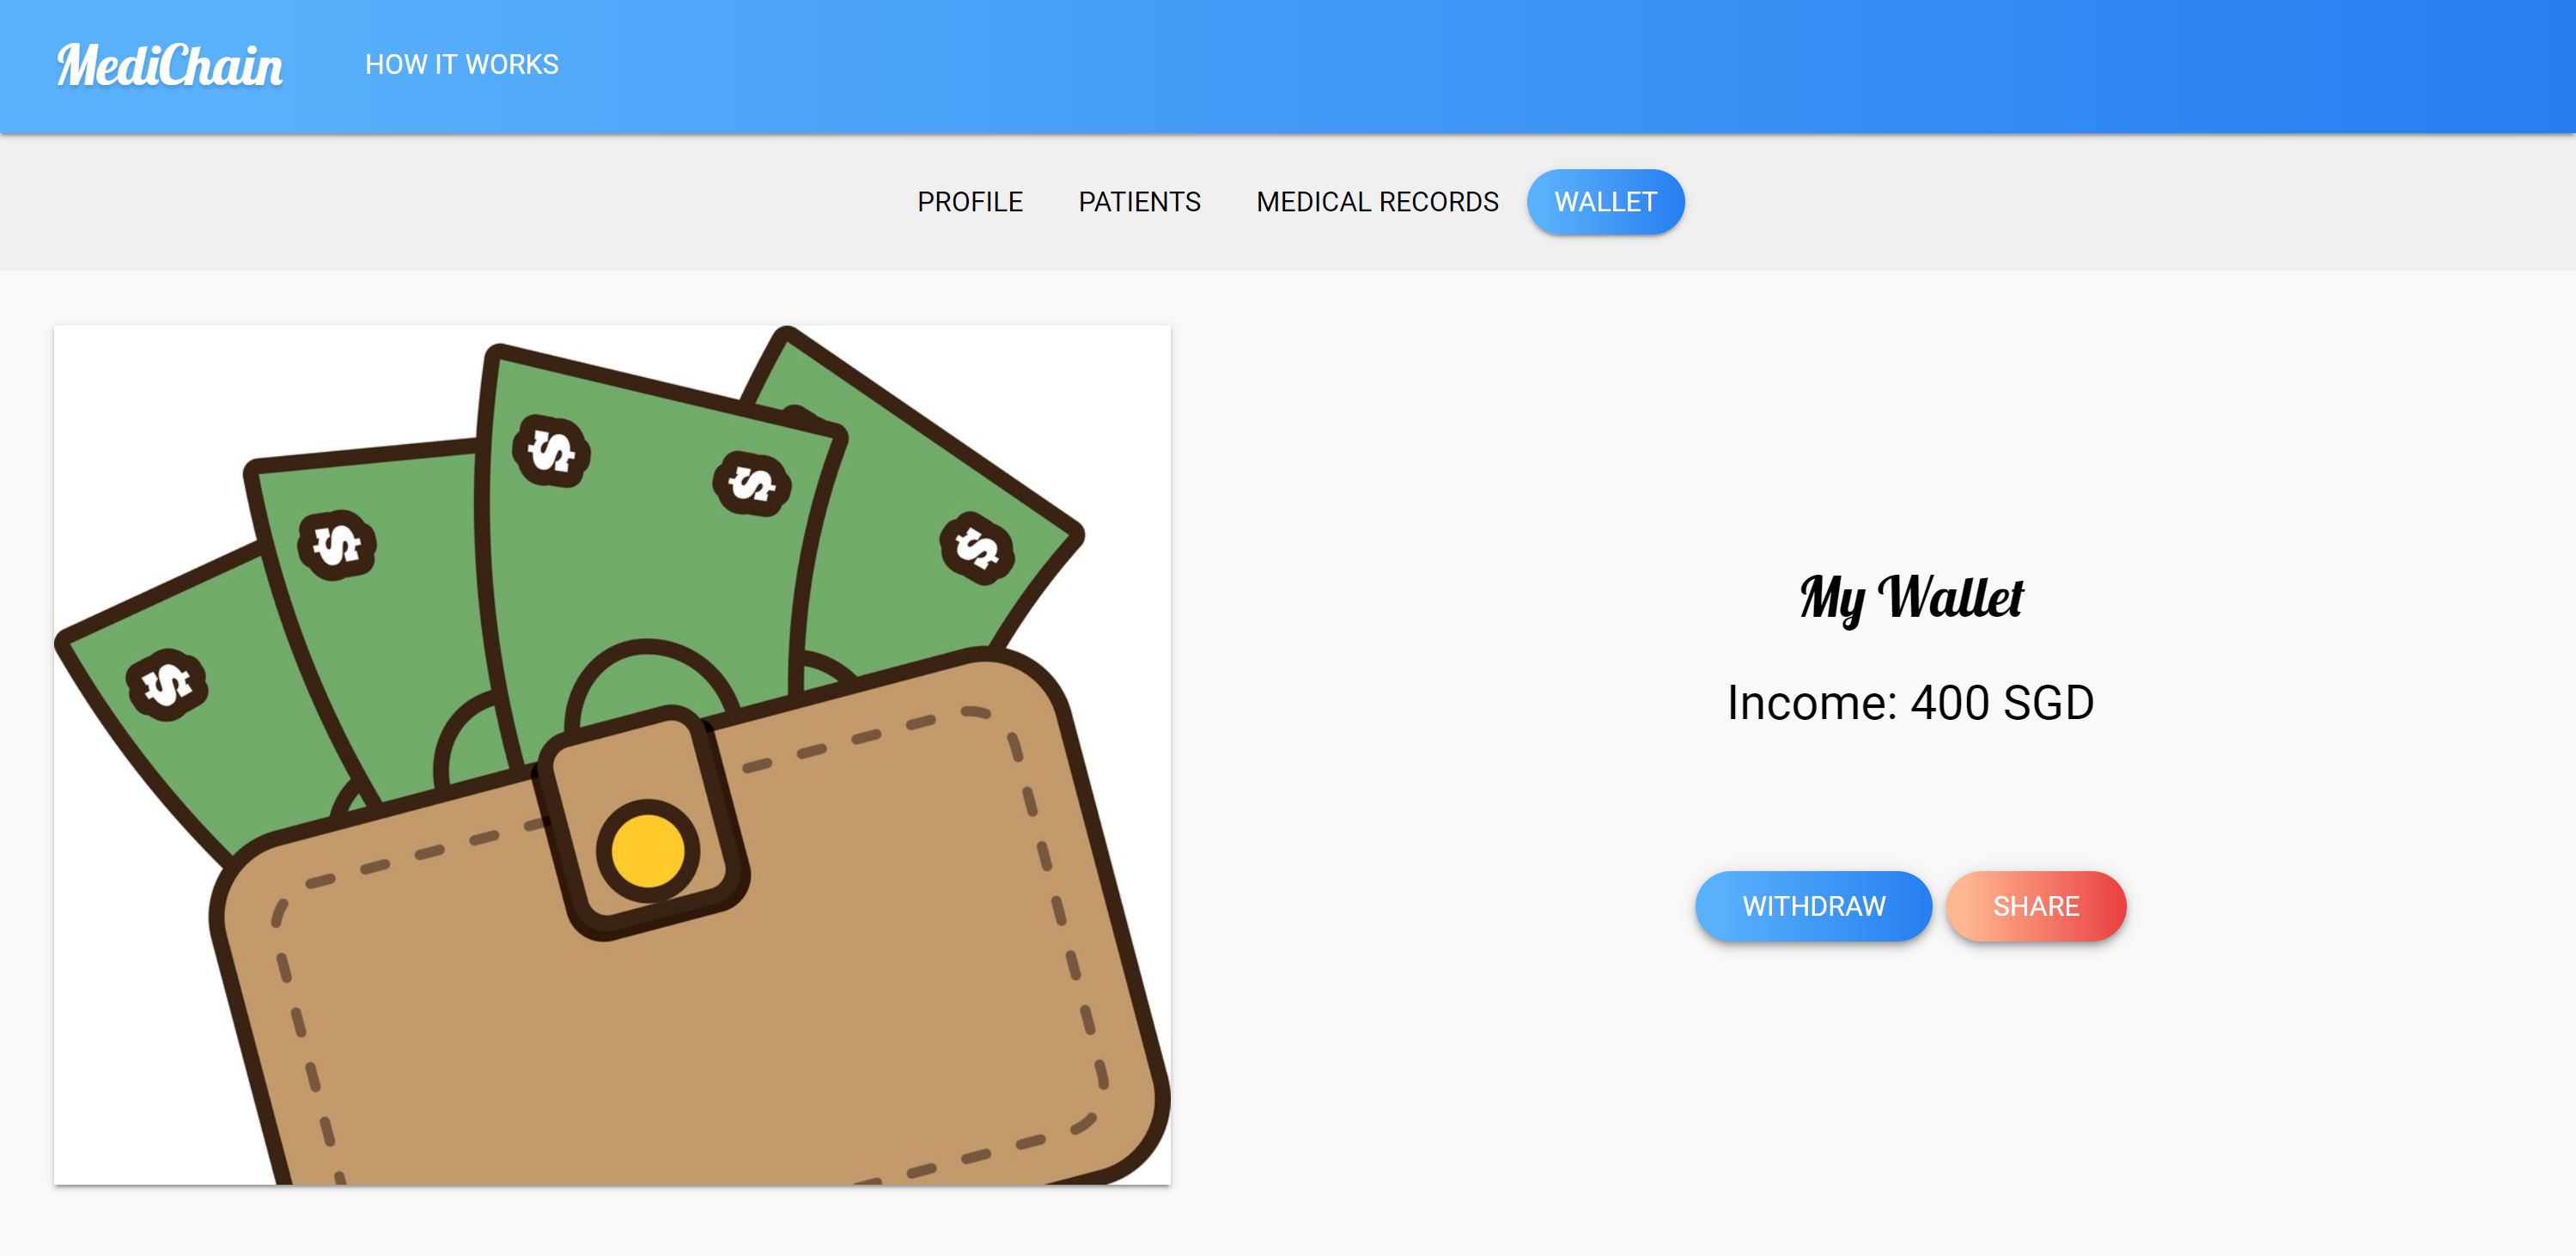 MediChain HOW IT WORKS
PROFILE PATIENTS MEDICAL RECORDS WALLET
$ $
$ $
$
My Wallet
Income: 400 SGD
WITHDRAW SHARE